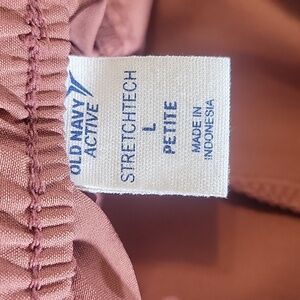 OLD NAVY
ACTIVE
STRETCHTECH
L
PETITE
MADE IN
INDONESIA